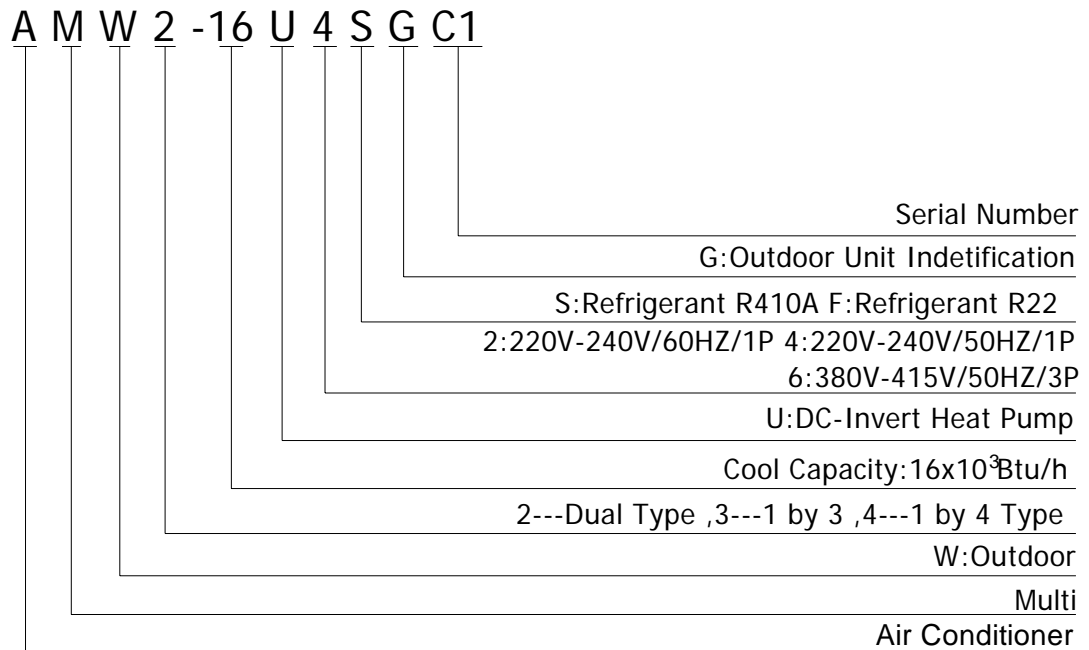 A M W 2 -16 U 4 S G C1
Serial Number
G:Outdoor Unit Indetification
S:Refrigerant R410A F:Refrigerant R22
2:220V-240V/60HZ/1P 4:220V-240V/50HZ/1P
6:380V-415V/50HZ/3P
U:DC-Invert Heat Pump
Cool Capacity:16x10³Btu/h
2---Dual Type ,3---1 by 3 ,4---1 by 4 Type
W:Outdoor
Multi
Air Conditioner